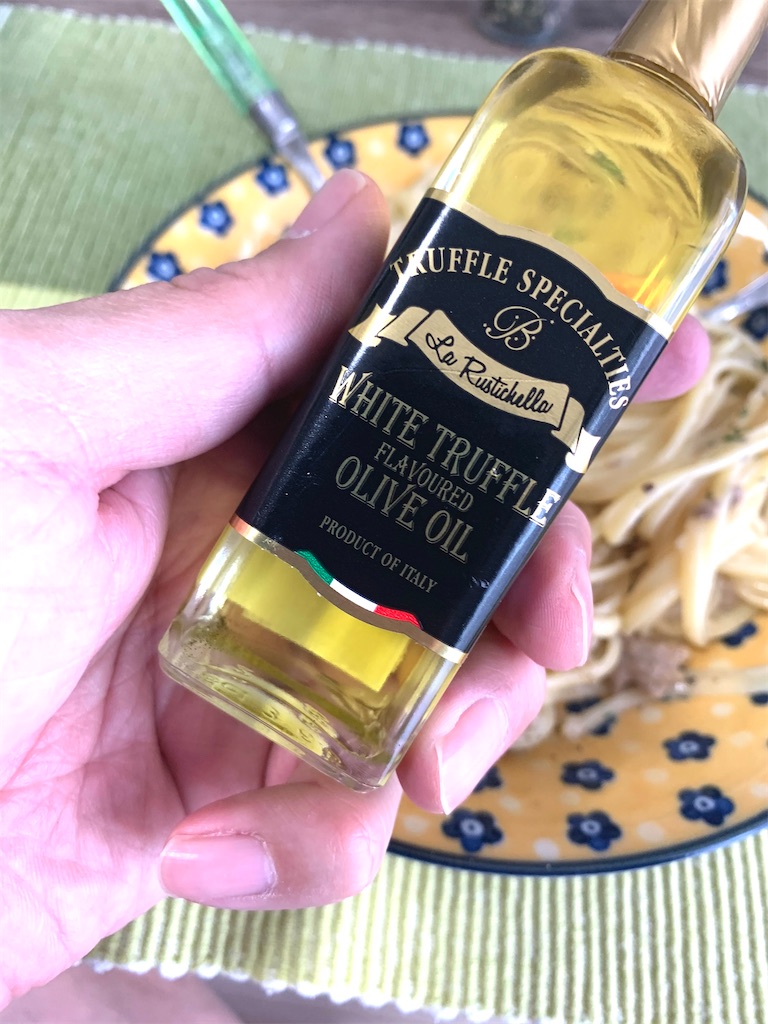 TRUFFLE SPECIALTIES
B
La Rustichella
WHITE TRUFFLE
FLAVOURED
OLIVE OIL
PRODUCT OF ITALY